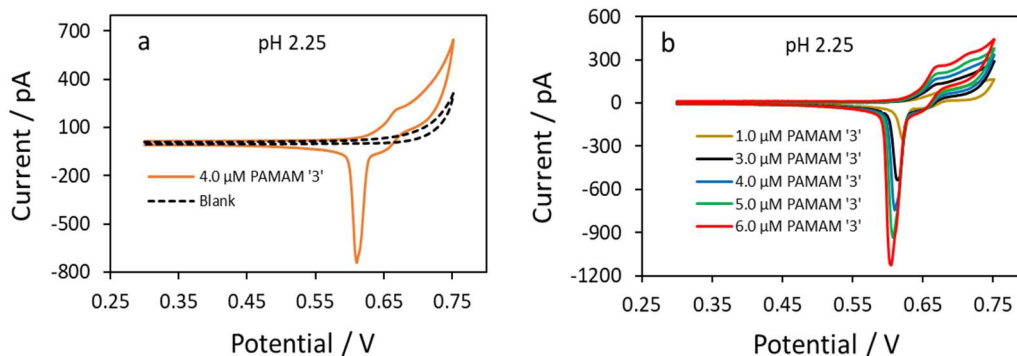 a
pH 2.25
Current / pA
700
400
100
-200
-500
-800
4.0 µM PAMAM '3'
Blank
0.25 0.35 0.45 0.55 0.65 0.75
Potential / V
b
pH 2.25
Current / pA
600
300
0
-300
-600
-900
-1200
1.0 µM PAMAM '3'
3.0 µM PAMAM '3'
4.0 µM PAMAM '3'
5.0 µM PAMAM '3'
6.0 µM PAMAM '3'
0.25 0.35 0.45 0.55 0.65 0.75
Potential / V